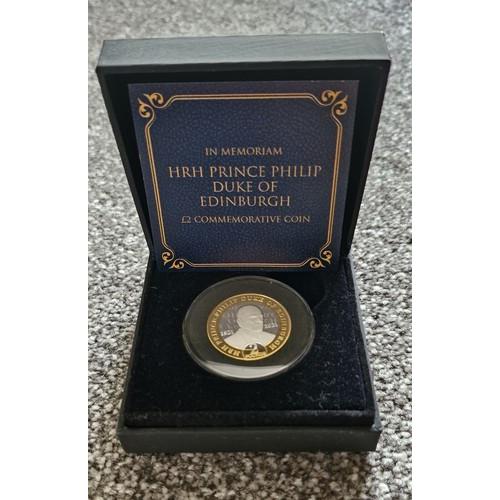 IN MEMORIAM
HRH PRINCE PHILIP
DUKE OF
EDINBURGH
£2 COMMEMORATIVE COIN
HRH PRINCE PHILIP DUKE OF EDINBURGH
1921 2021